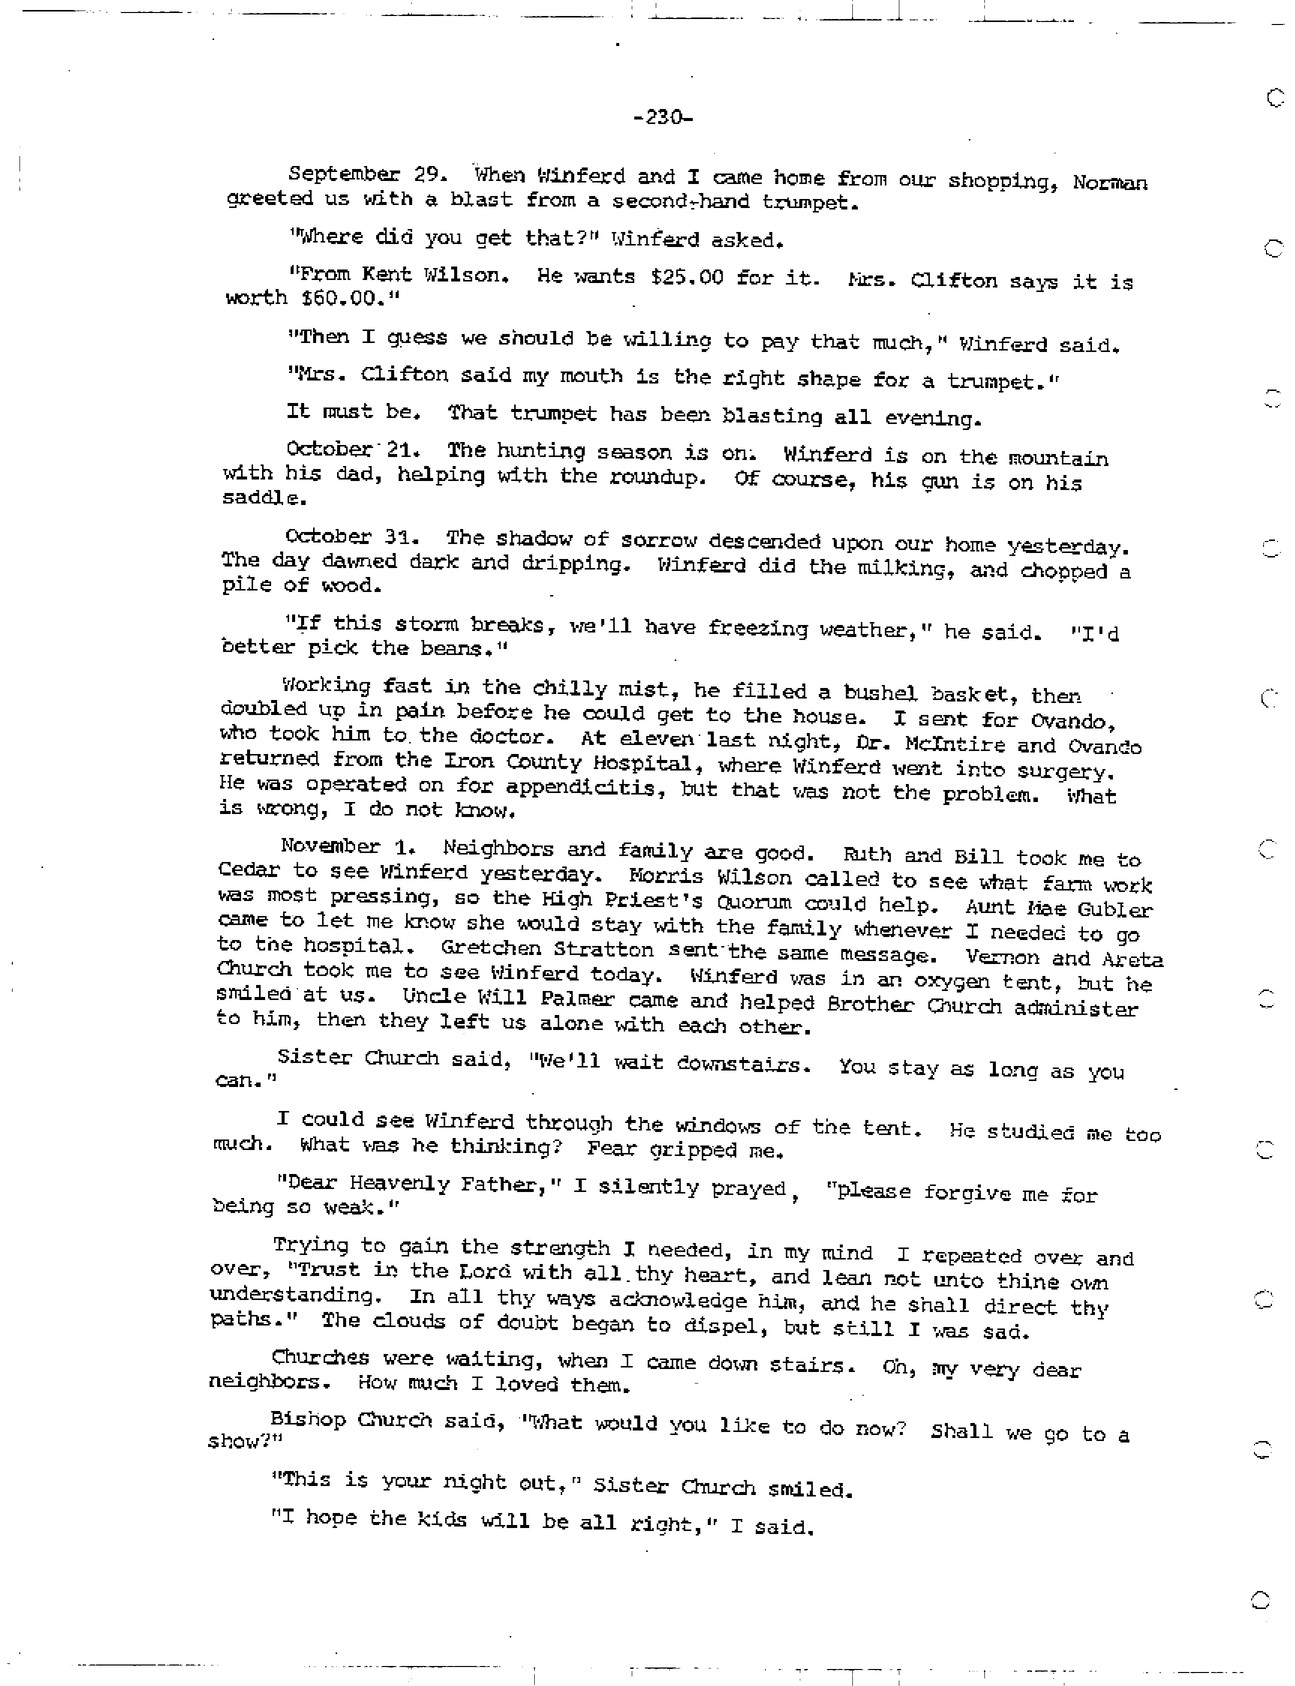 -230-
September 29. When Winferd and I came home from our shopping, Norman
greeted us with a blast from a second-hand trumpet.
"Where did you get that?" Winferd asked.
"From Kent Wilson. He wants $25.00 for it. Mrs. Clifton says it is
worth $60.00."
"Then I guess we should be willing to pay that much," Winferd said.
"Mrs. Clifton said my mouth is the right shape for a trumpet."
It must be. That trumpet has been blasting all evening.
October 21. The hunting season is on. Winferd is on the mountain
with his dad, helping with the roundup. Of course, his gun is on his
saddle.
October 31. The shadow of sorrow descended upon our home yesterday.
The day dawned dark and dripping. Winferd did the milking, and chopped a
pile of wood.
"If this storm breaks, we'll have freezing weather," he said. "I'd
better pick the beans."
Working fast in the chilly mist, he filled a bushel basket, then
doubled up in pain before he could get to the house. I sent for Ovando,
who took him to the doctor. At eleven last night, Dr. McIntire and Ovando
returned from the Iron County Hospital, where Winferd went into surgery.
He was operated on for appendicitis, but that was not the problem. What
is wrong, I do not know.
November 1. Neighbors and family are good. Ruth and Bill took me to
Cedar to see Winferd yesterday. Morris Wilson called to see what farm work
was most pressing, so the High Priest's Quorum could help. Aunt Mae Gubler
came to let me know she would stay with the family whenever I needed to go
to the hospital. Gretchen Stratton sent the same message. Vernon and Areta
Church took me to see Winferd today. Winferd was in an oxygen tent, but he
smiled at us. Uncle Will Palmer came and helped Brother Church administer
to him, then they left us alone with each other.
Sister Church said, "We'll wait downstairs. You stay as long as you
can."
I could see Winferd through the windows of the tent. He studied me too
much. What was he thinking? Fear gripped me.
"Dear Heavenly Father," I silently prayed, "please forgive me for
being so weak."
Trying to gain the strength I needed, in my mind I repeated over and
over, "Trust in the Lord with all thy heart, and lean not unto thine own
understanding. In all thy ways acknowledge him, and he shall direct thy
paths." The clouds of doubt began to dispel, but still I was sad.
Churches were waiting, when I came down stairs. Oh, my very dear
neighbors. How much I loved them.
Bishop Church said, "What would you like to do now? Shall we go to a
show?"
"This is your night out," Sister Church smiled.
"I hope the kids will be all right," I said.